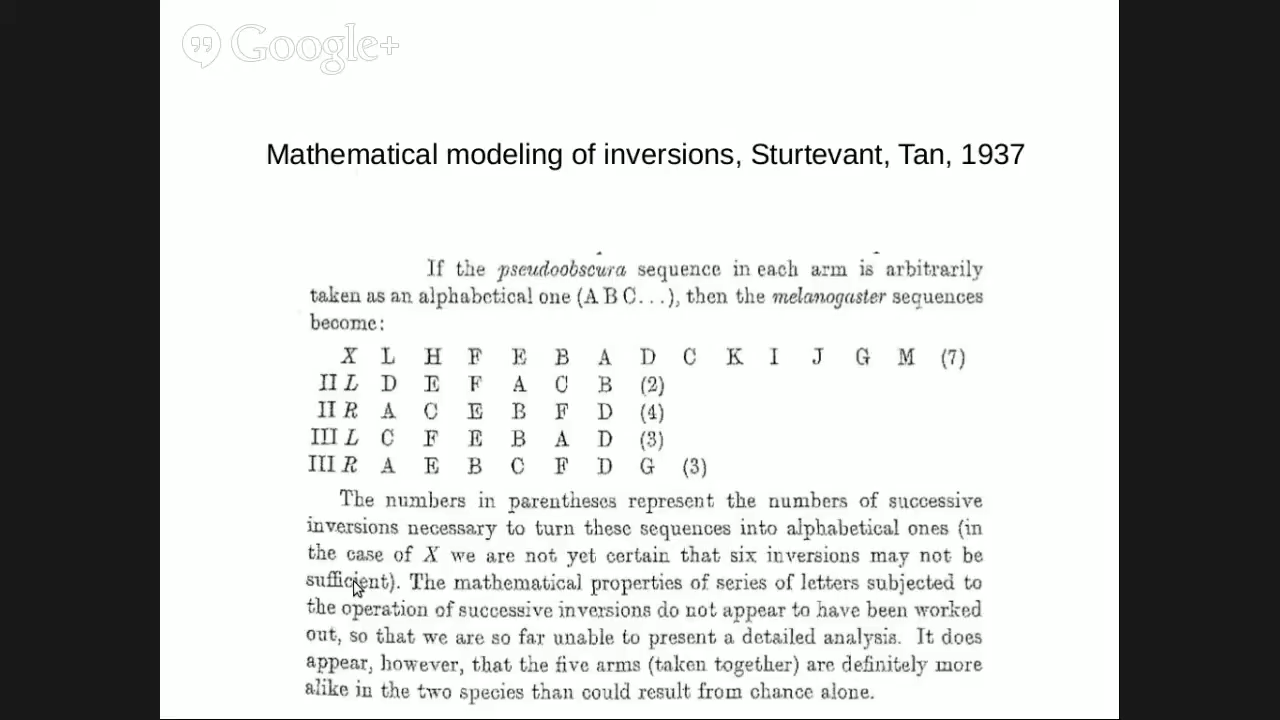 Google+
Mathematical modeling of inversions, Sturtevant, Tan, 1937
If the pseudoobscura sequence in each arm is arbitrarily
taken as an alphabetical one (A B C...), then the melanogaster sequences
become:
X L H F E B A D C K I J G M (7)
II L D E F A C B (2)
II R A C E B F D (4)
III L C F E B A D (3)
III R A E B C F D G (3)
The numbers in parentheses represent the numbers of successive
inversions necessary to turn these sequences into alphabetical ones (in
the case of X we are not yet certain that six inversions may not be
sufficient). The mathematical properties of series of letters subjected to
the operation of successive inversions do not appear to have been worked
out, so that we are so far unable to present a detailed analysis. It does
appear, however, that the five arms (taken together) are definitely more
alike in the two species than could result from chance alone.